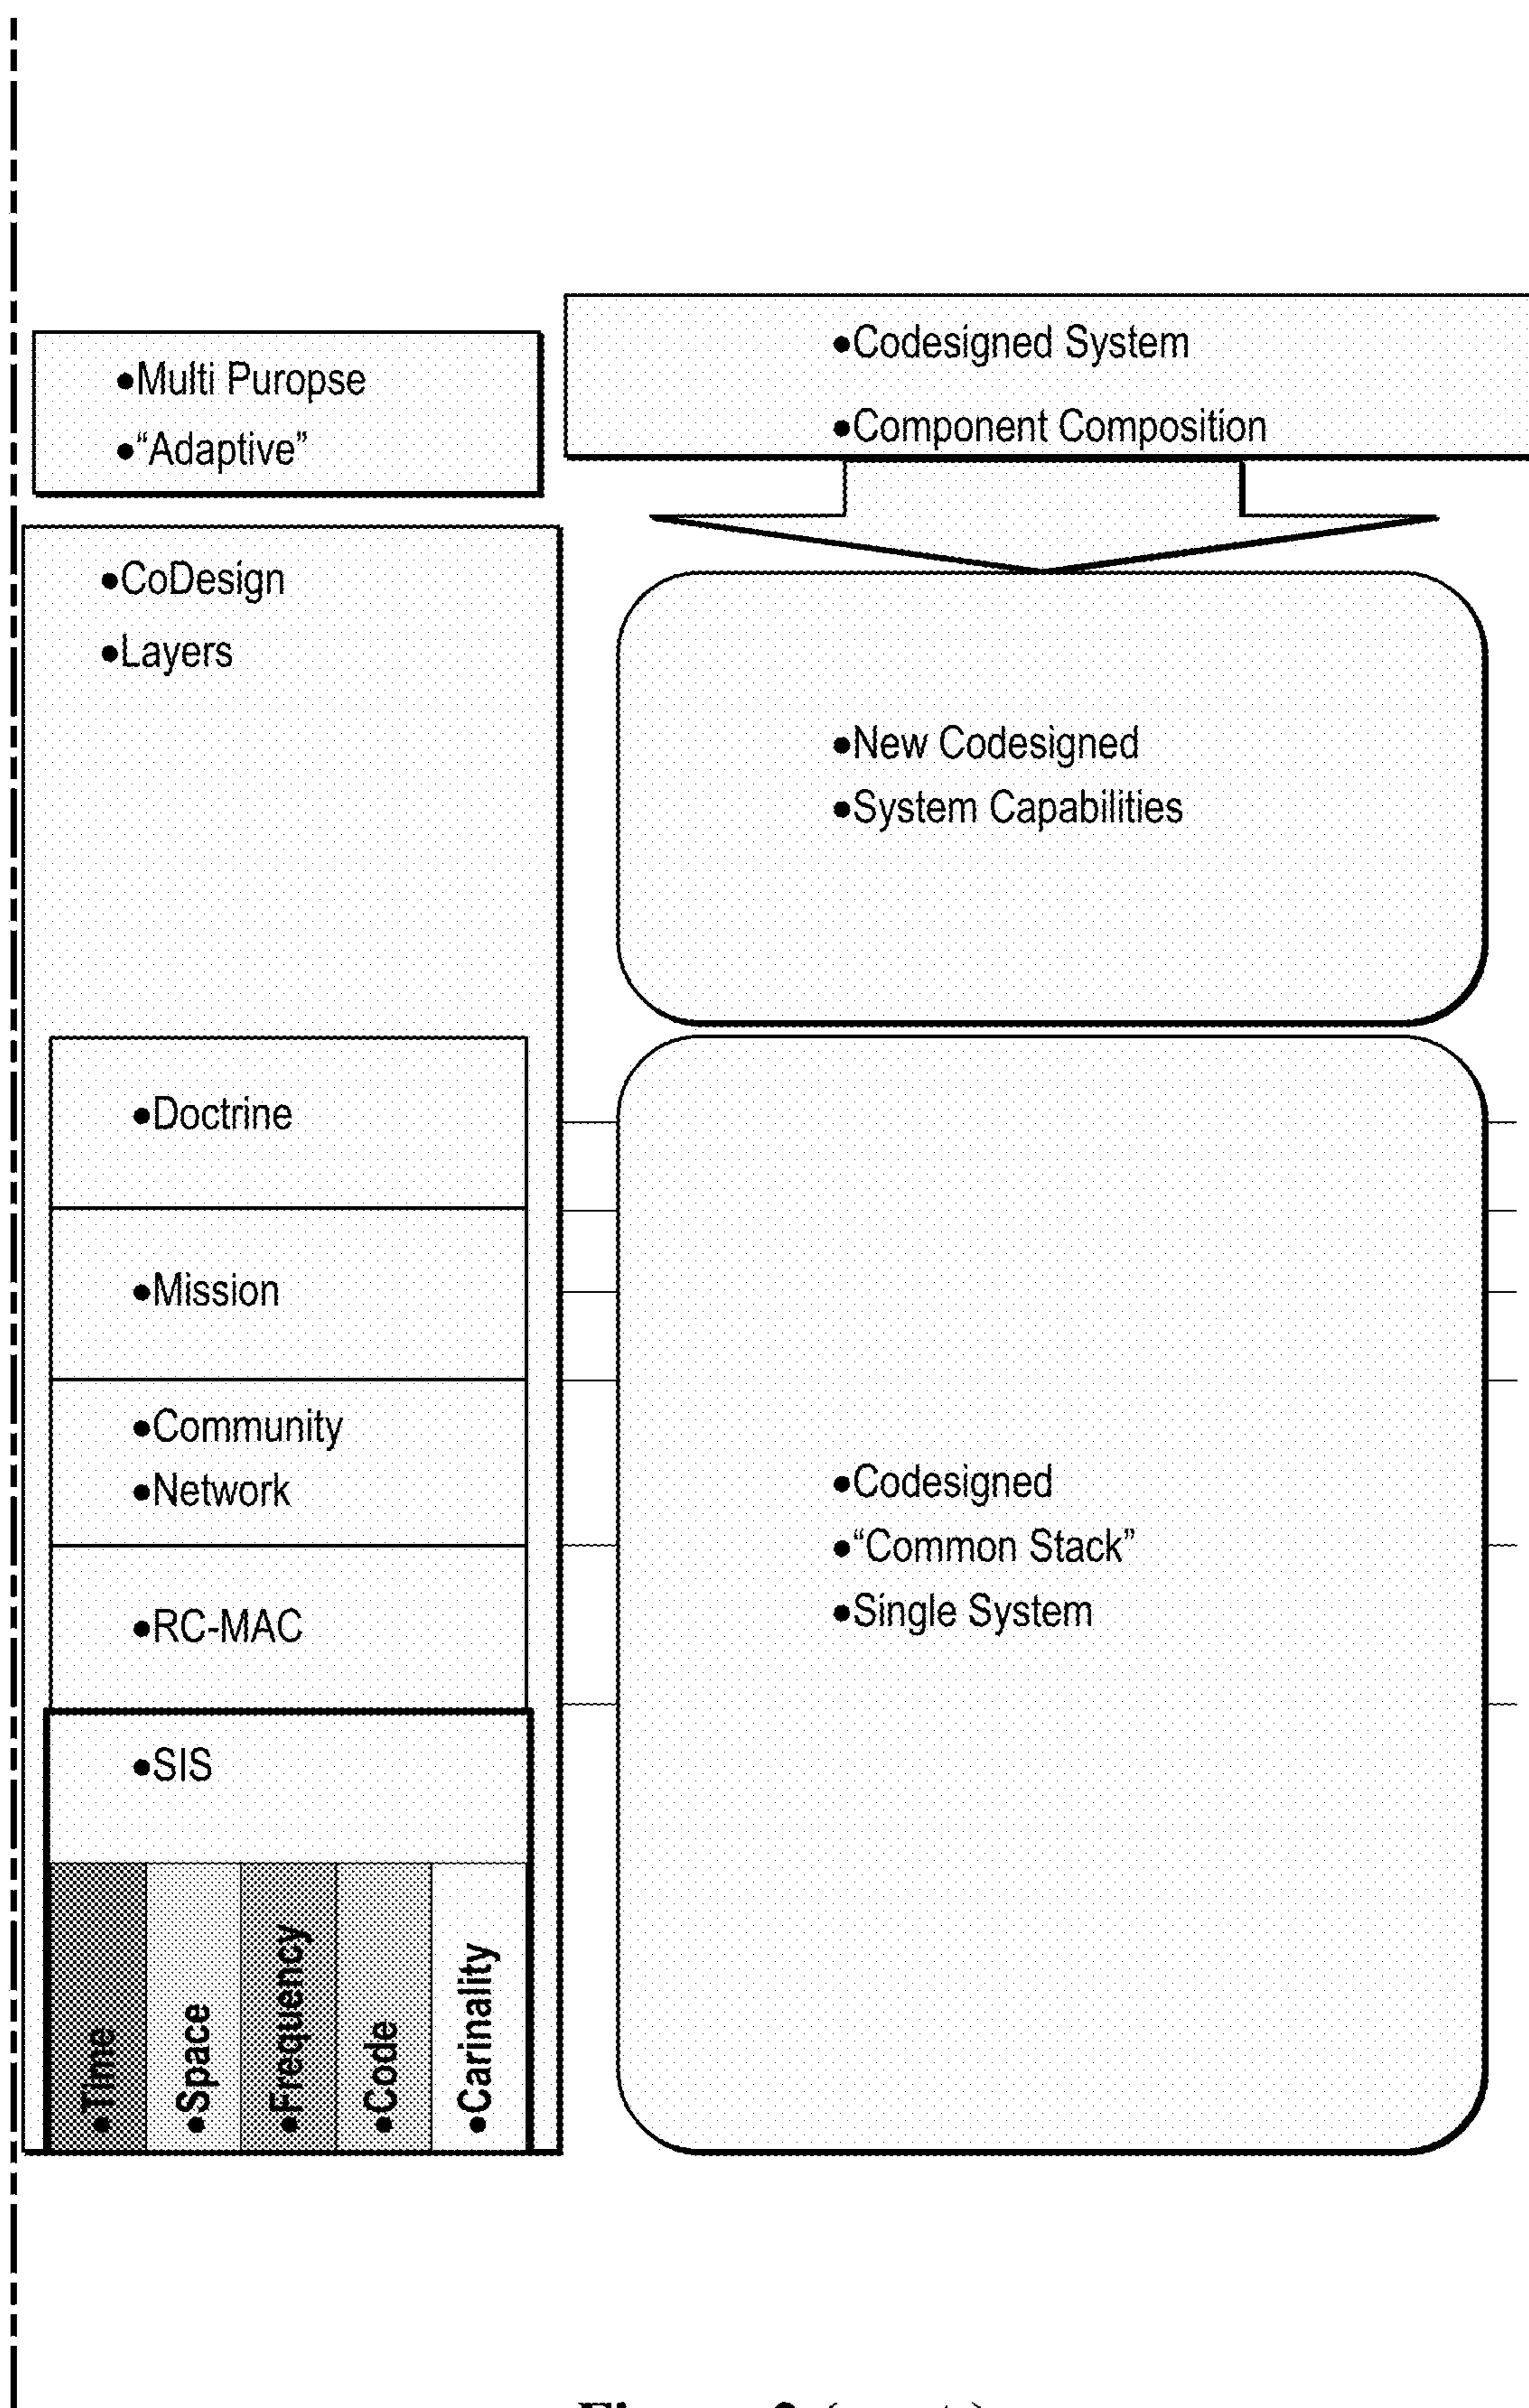 •Multi Puropse
•“Adaptive”
•Codesigned System
•Component Composition
•CoDesign
•Layers
•New Codesigned
•System Capabilities
•Doctrine
•Mission
•Community
•Network
•RC-MAC
•SIS
•Time
•Space
•Frequency
•Code
•Carinality
•Codesigned
•“Common Stack”
•Single System